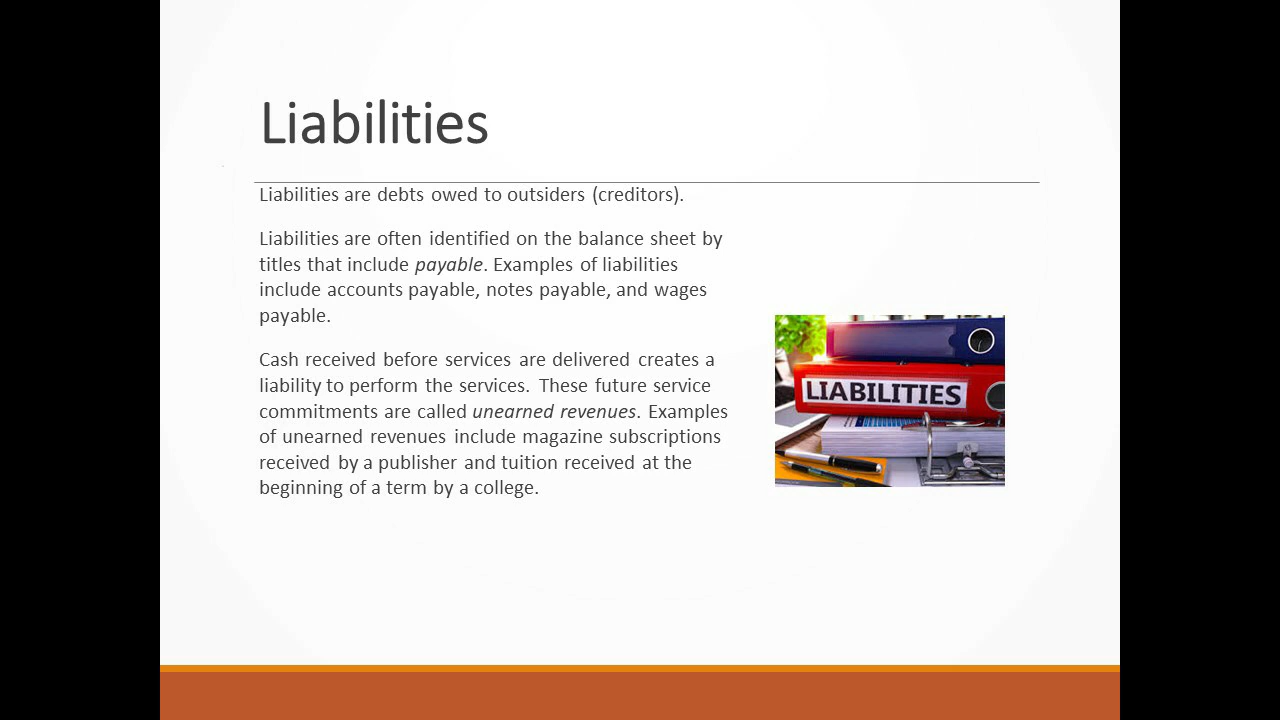 Liabilities
Liabilities are debts owed to outsiders (creditors).
Liabilities are often identified on the balance sheet by
titles that include payable. Examples of liabilities
include accounts payable, notes payable, and wages
payable.
Cash received before services are delivered creates a
liability to perform the services. These future service
commitments are called unearned revenues. Examples
of unearned revenues include magazine subscriptions
received by a publisher and tuition received at the
beginning of a term by a college.
LIABILITIES